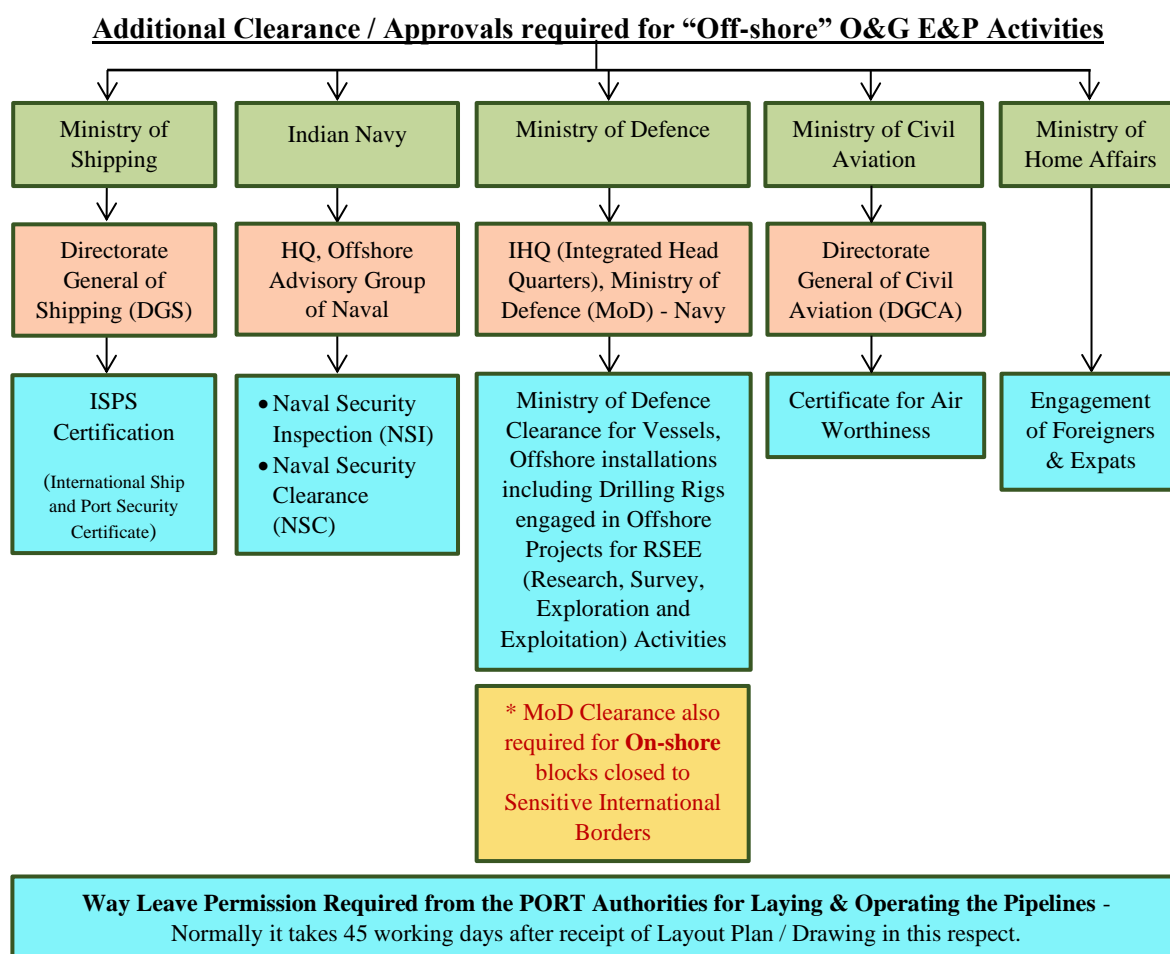 Additional Clearance / Approvals required for “Off-shore” O&G E&P Activities
Ministry of
Shipping
Indian Navy
Ministry of Defence
Ministry of Civil
Aviation
Ministry of
Home Affairs
Directorate
General of
Shipping (DGS)
HQ, Offshore
Advisory Group
of Naval
IHQ (Integrated Head
Quarters), Ministry of
Defence (MoD) - Navy
Directorate
General of Civil
Aviation (DGCA)
ISPS
Certification
(International Ship
and Port Security
Certificate)
• Naval Security
Inspection (NSI)
• Naval Security
Clearance
(NSC)
Ministry of Defence
Clearance for Vessels,
Offshore installations
including Drilling Rigs
engaged in Offshore
Projects for RSEE
(Research, Survey,
Exploration and
Exploitation) Activities
Certificate for Air
Worthiness
Engagement
of Foreigners
& Expats
* MoD Clearance also
required for On-shore
blocks closed to
Sensitive International
Borders
Way Leave Permission Required from the PORT Authorities for Laying & Operating the Pipelines -
Normally it takes 45 working days after receipt of Layout Plan / Drawing in this respect.